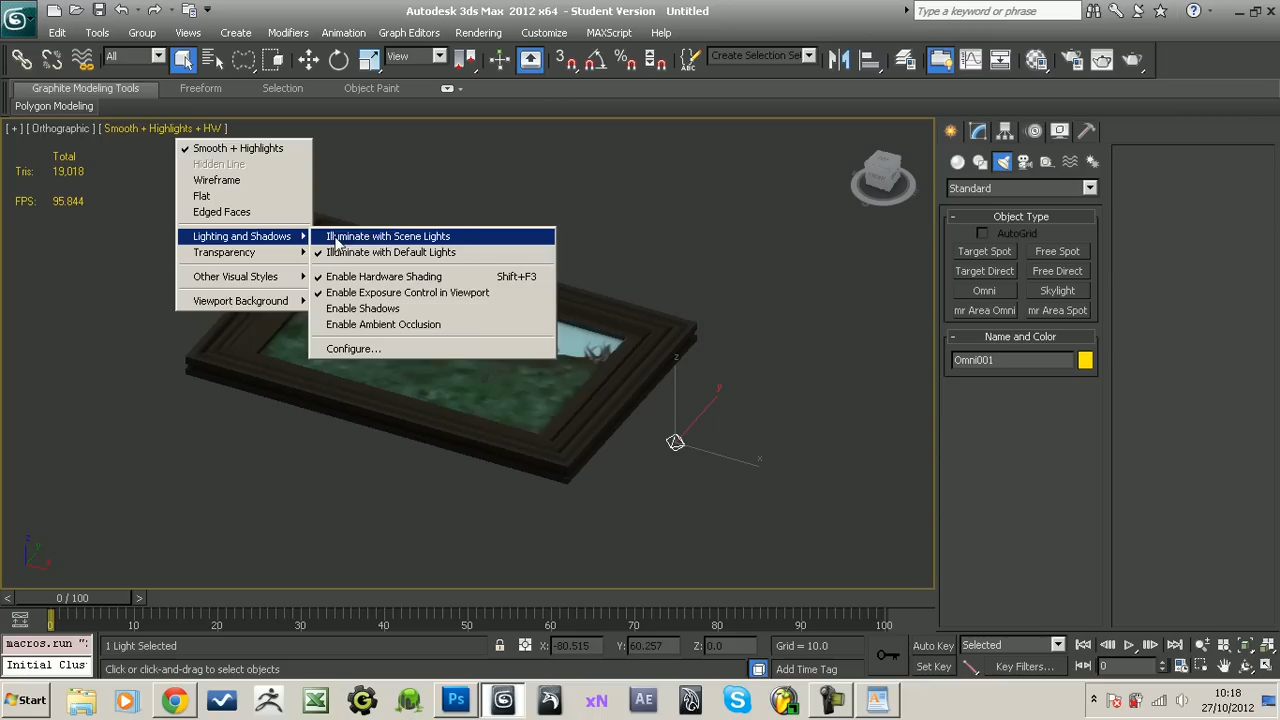 Autodesk 3ds Max 2012 x64 - Student Version Untitled
Type a keyword or phrase
Edit Tools Group Views Create Modifiers Animation Graph Editors Rendering Customize MAXScript Help
All View Create Selection Se
Graphite Modeling Tools Freeform Selection Object Paint
Polygon Modeling
[ + ] [ Orthographic ] [ Smooth + Highlights + HW ]
Total
Tris: 19,018
FPS: 95.844
Smooth + Highlights
Hidden Line
Wireframe
Flat
Edged Faces
Lighting and Shadows
Transparency
Other Visual Styles
Viewport Background
Illuminate with Scene Lights
Illuminate with Default Lights
Enable Hardware Shading Shift+F3
Enable Exposure Control in Viewport
Enable Shadows
Enable Ambient Occlusion
Configure...
z
y
x
z
y
x
Standard
- Object Type
AutoGrid
Target Spot Free Spot
Target Direct Free Direct
Omni Skylight
mr Area Omni mr Area Spot
- Name and Color
Omni001
< 0 / 100 >
0 10 20 30 40 50 60 70 80 90 100
macros.run ":
Initial Clus
1 Light Selected X: -80.515 Y: 60.257 Z: 0.0 Grid = 10.0 Auto Key Selected
Click or click-and-drag to select objects Add Time Tag Set Key Key Filters... 0
Start Ps xN AE S
10:18
27/10/2012